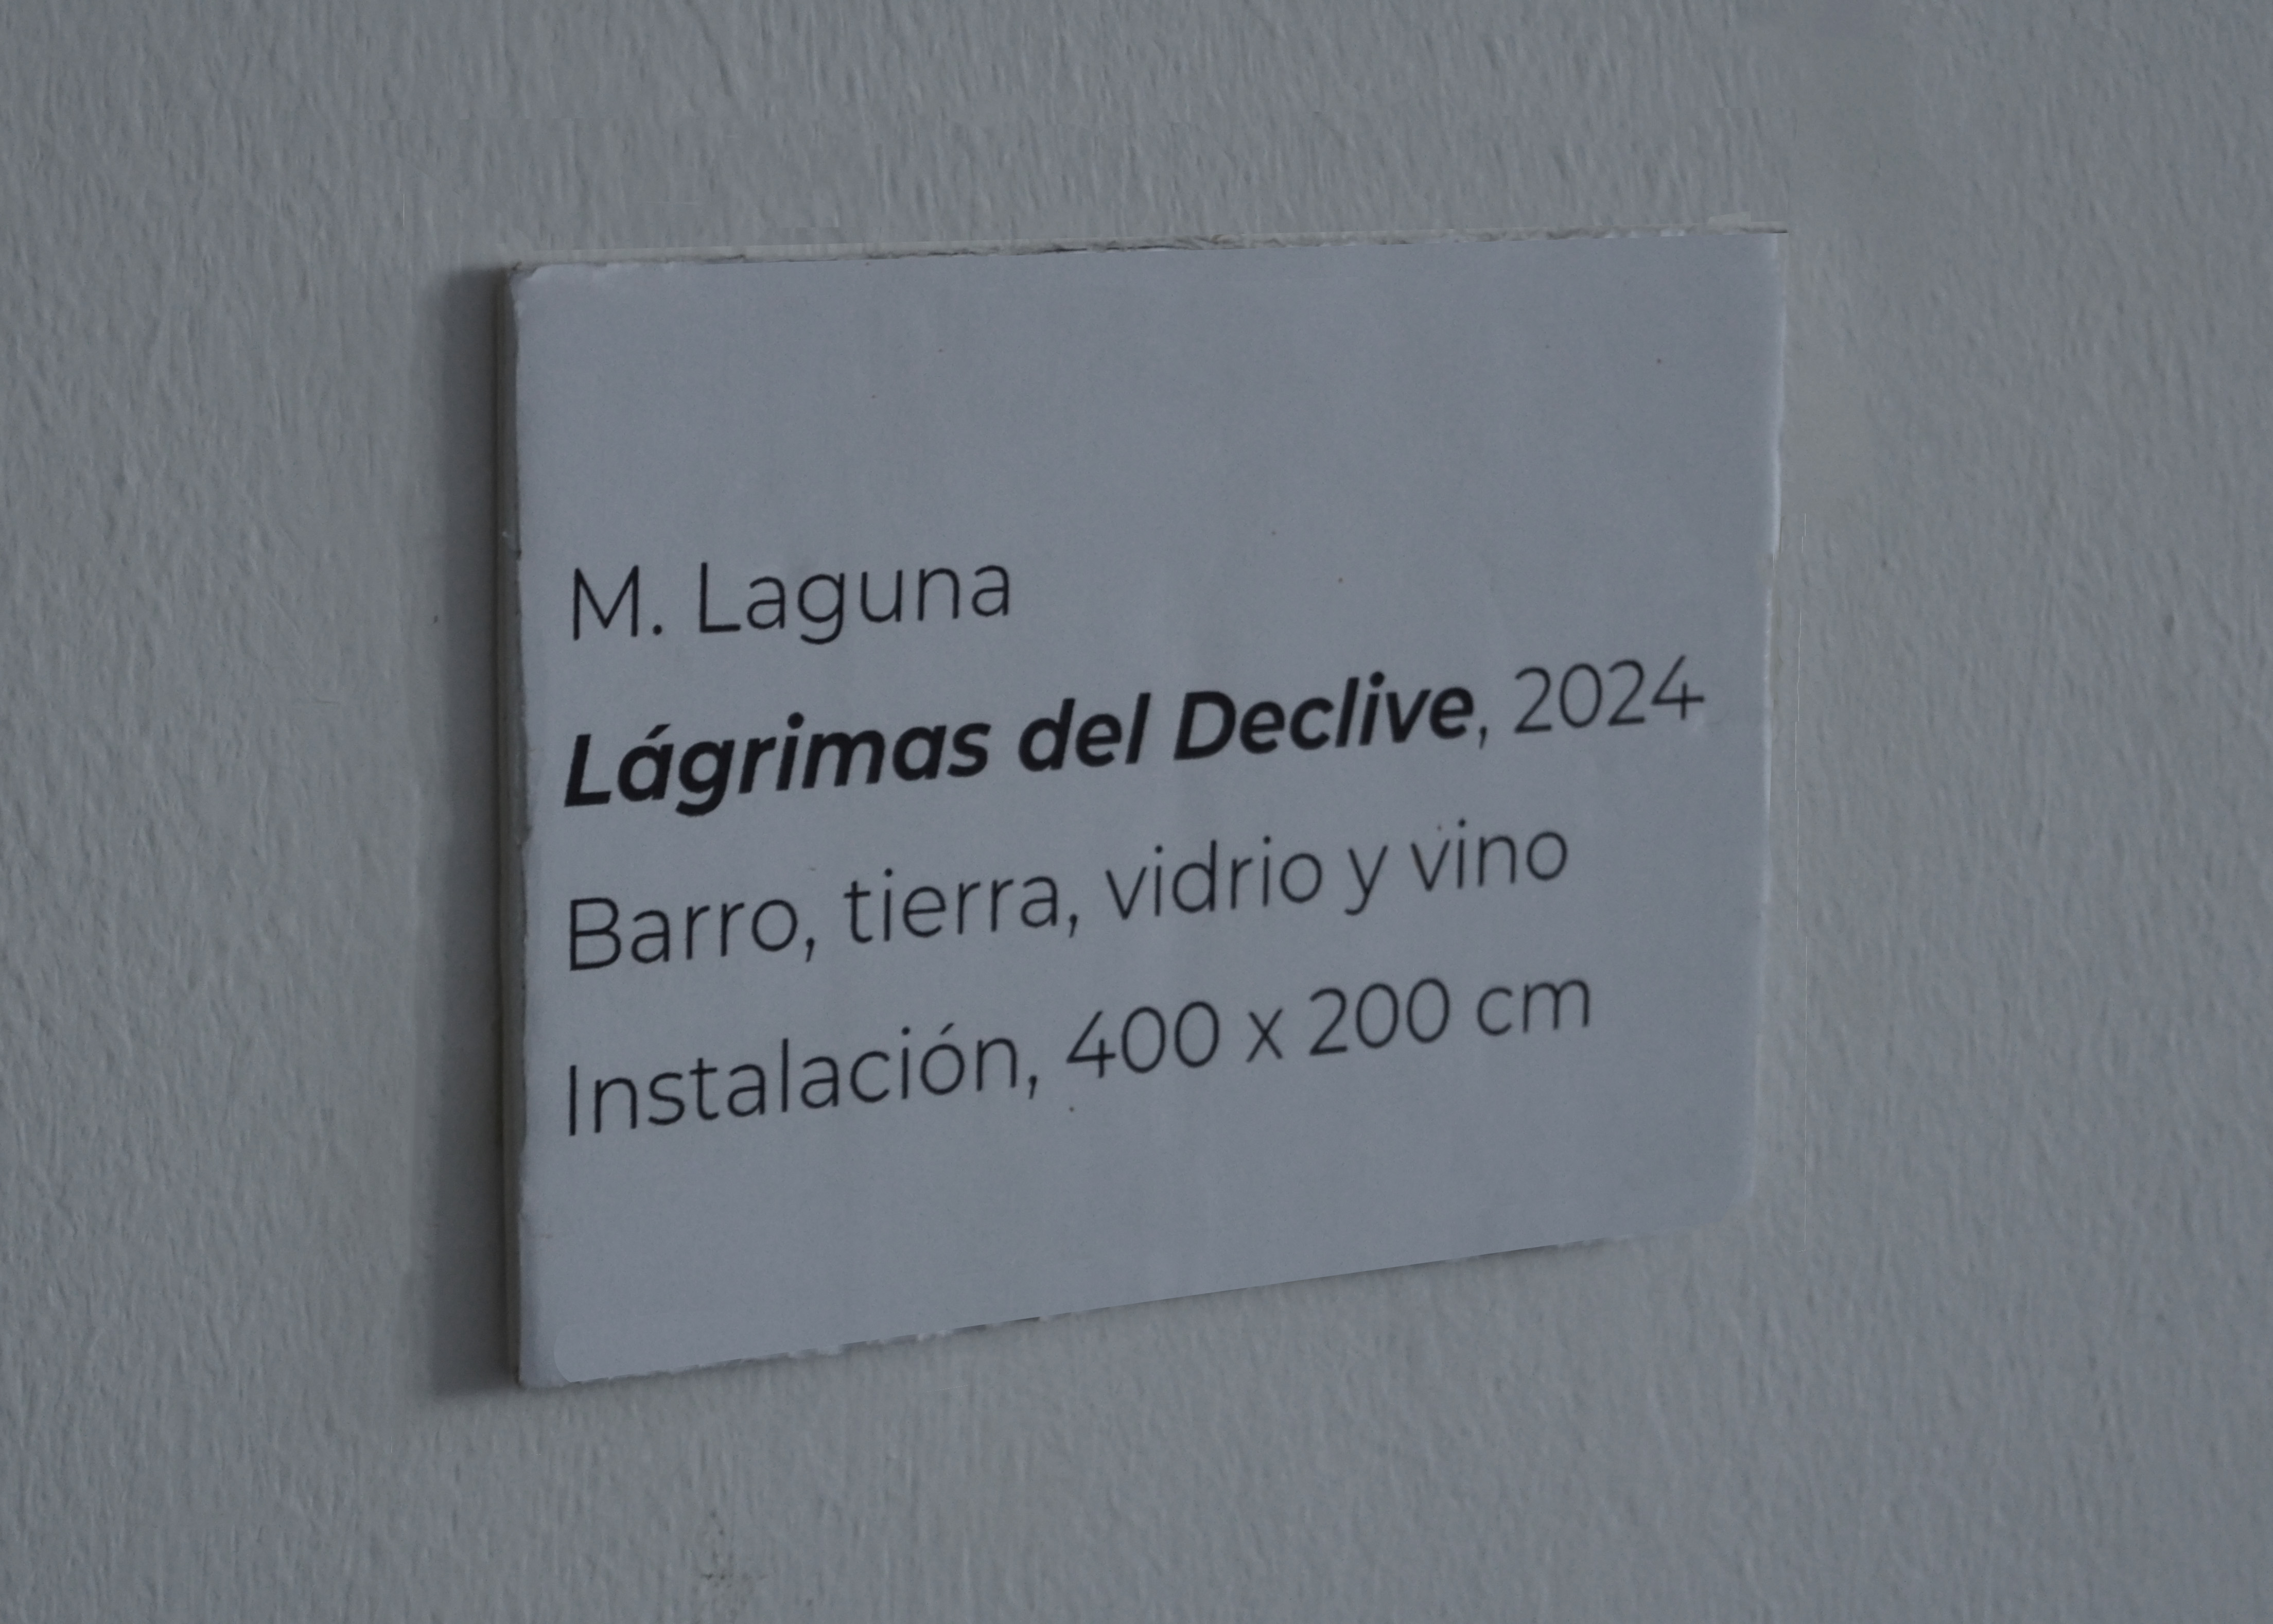 M. Laguna
Lágrimas del Declive, 2024
Barro, tierra, vidrio y vino
Instalación, 400 x 200 cm